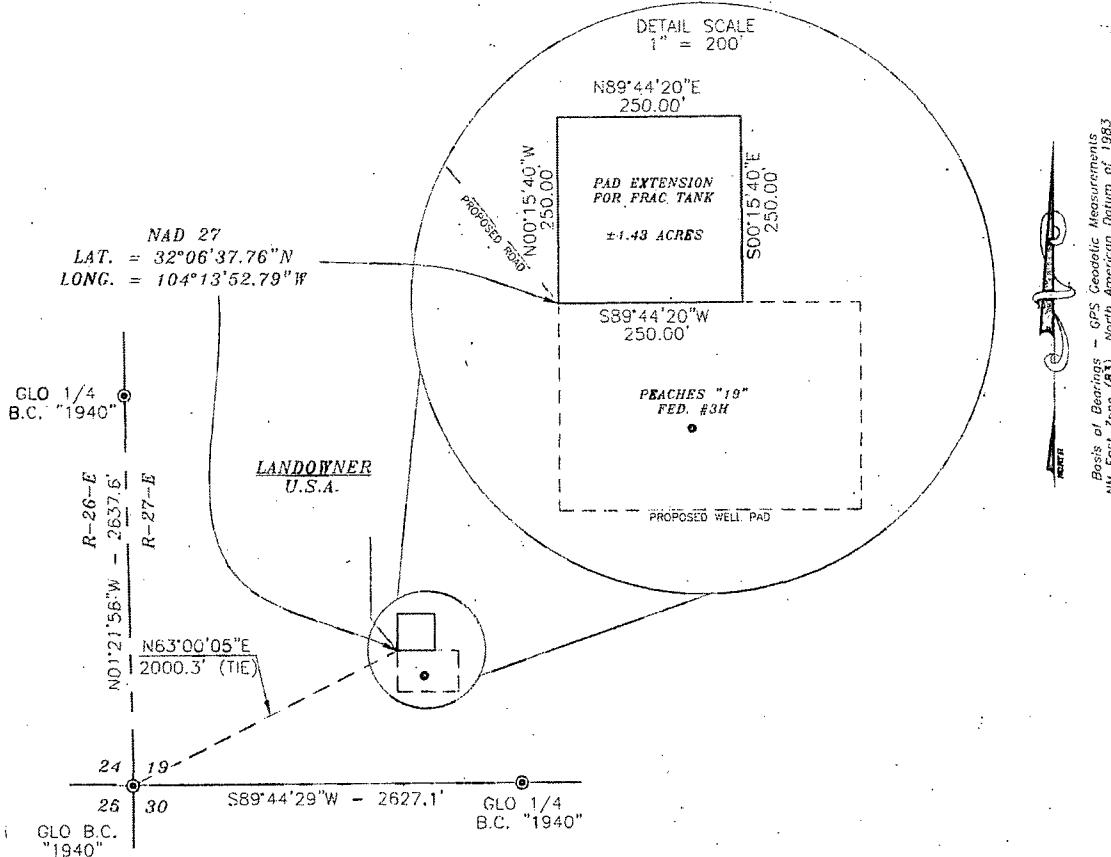 DETAIL SCALE
1" = 200'
N89°44'20"E
250.00'
N00°15'40"W
250.00'
PAD EXTENSION
FOR FRAC TANK
±1.43 ACRES
S00°15'40"E
250.00'
PROPOSED ROAD
NAD 27
LAT. = 32°06'37.76"N
LONG. = 104°13'52.79"W
S89°44'20"W
250.00'
PEACHES "19"
FED. #3H
PROPOSED WELL PAD
GLO 1/4
B.C. "1940"
LANDOWNER
U.S.A.
R-26-E
N01°21'56"W - 2637.6'
R-27-E
N63°00'05"E
2000.3' (TIE)
24 19
25 30
S89°44'29"W - 2627.1'
GLO 1/4
B.C. "1940"
GLO B.C.
"1940"
NORTH
Basis of Bearings - GPS Geodetic Measurements
NM East Zone (83) North American Datum of 1983